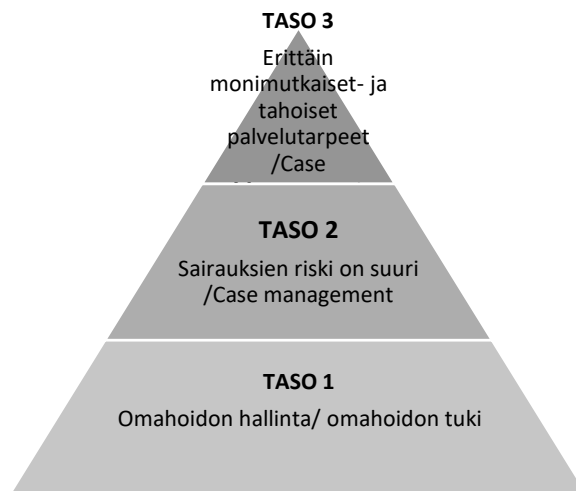 TASO 3
Erittäin
monimutkaiset- ja
tahoiset
palvelutarpeet
/Case
TASO 2
Sairauksien riski on suuri
/Case management
TASO 1
Omahoidon hallinta/ omahoidon tuki